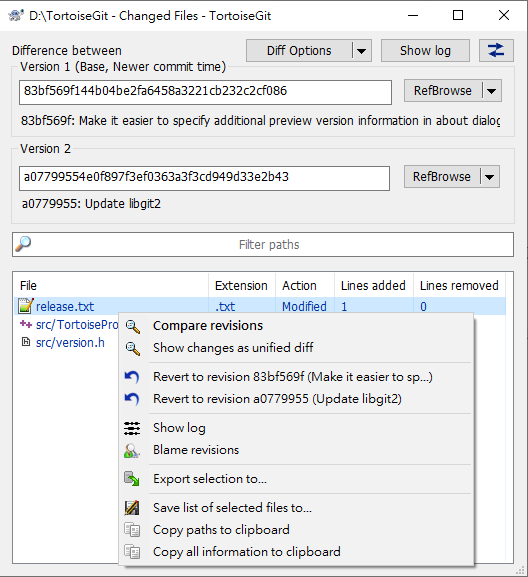 D:\TortoiseGit - Changed Files - TortoiseGit
Difference between
Diff Options
Show log
Version 1 (Base, Newer commit time)
83bf569f144b04be2fa6458a3221cb232c2cf086
RefBrowse
83bf569f: Make it easier to specify additional preview version information in about dialog
Version 2
a07799554e0f897f3ef0363a3f3cd949d33e2b43
RefBrowse
a0779955: Update libgit2
Filter paths
File Extension Action Lines added Lines removed
release.txt .txt Modified 1 0
src/TortoisePro
src/version.h
Compare revisions
Show changes as unified diff
Revert to revision 83bf569f (Make it easier to sp...)
Revert to revision a0779955 (Update libgit2)
Show log
Blame revisions
Export selection to...
Save list of selected files to...
Copy paths to clipboard
Copy all information to clipboard